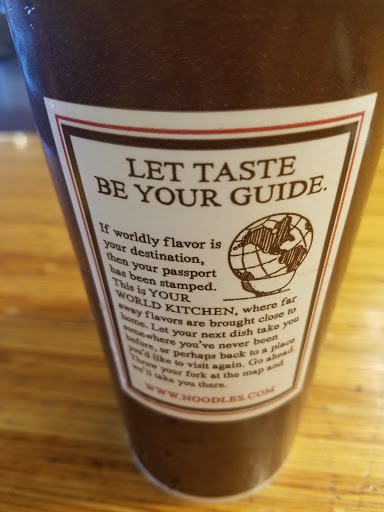 LET TASTE
BE YOUR GUIDE.
If worldly flavor is
your destination,
then your passport
has been stamped.
This is YOUR
WORLD KITCHEN, where far
away flavors are brought close to
home. Let your next dish take you
somewhere you've never been
before, or perhaps back to a place
you'd like to visit again. Go ahead.
Throw your fork at the map and
we'll take you there.
WWW.NOODLES.COM